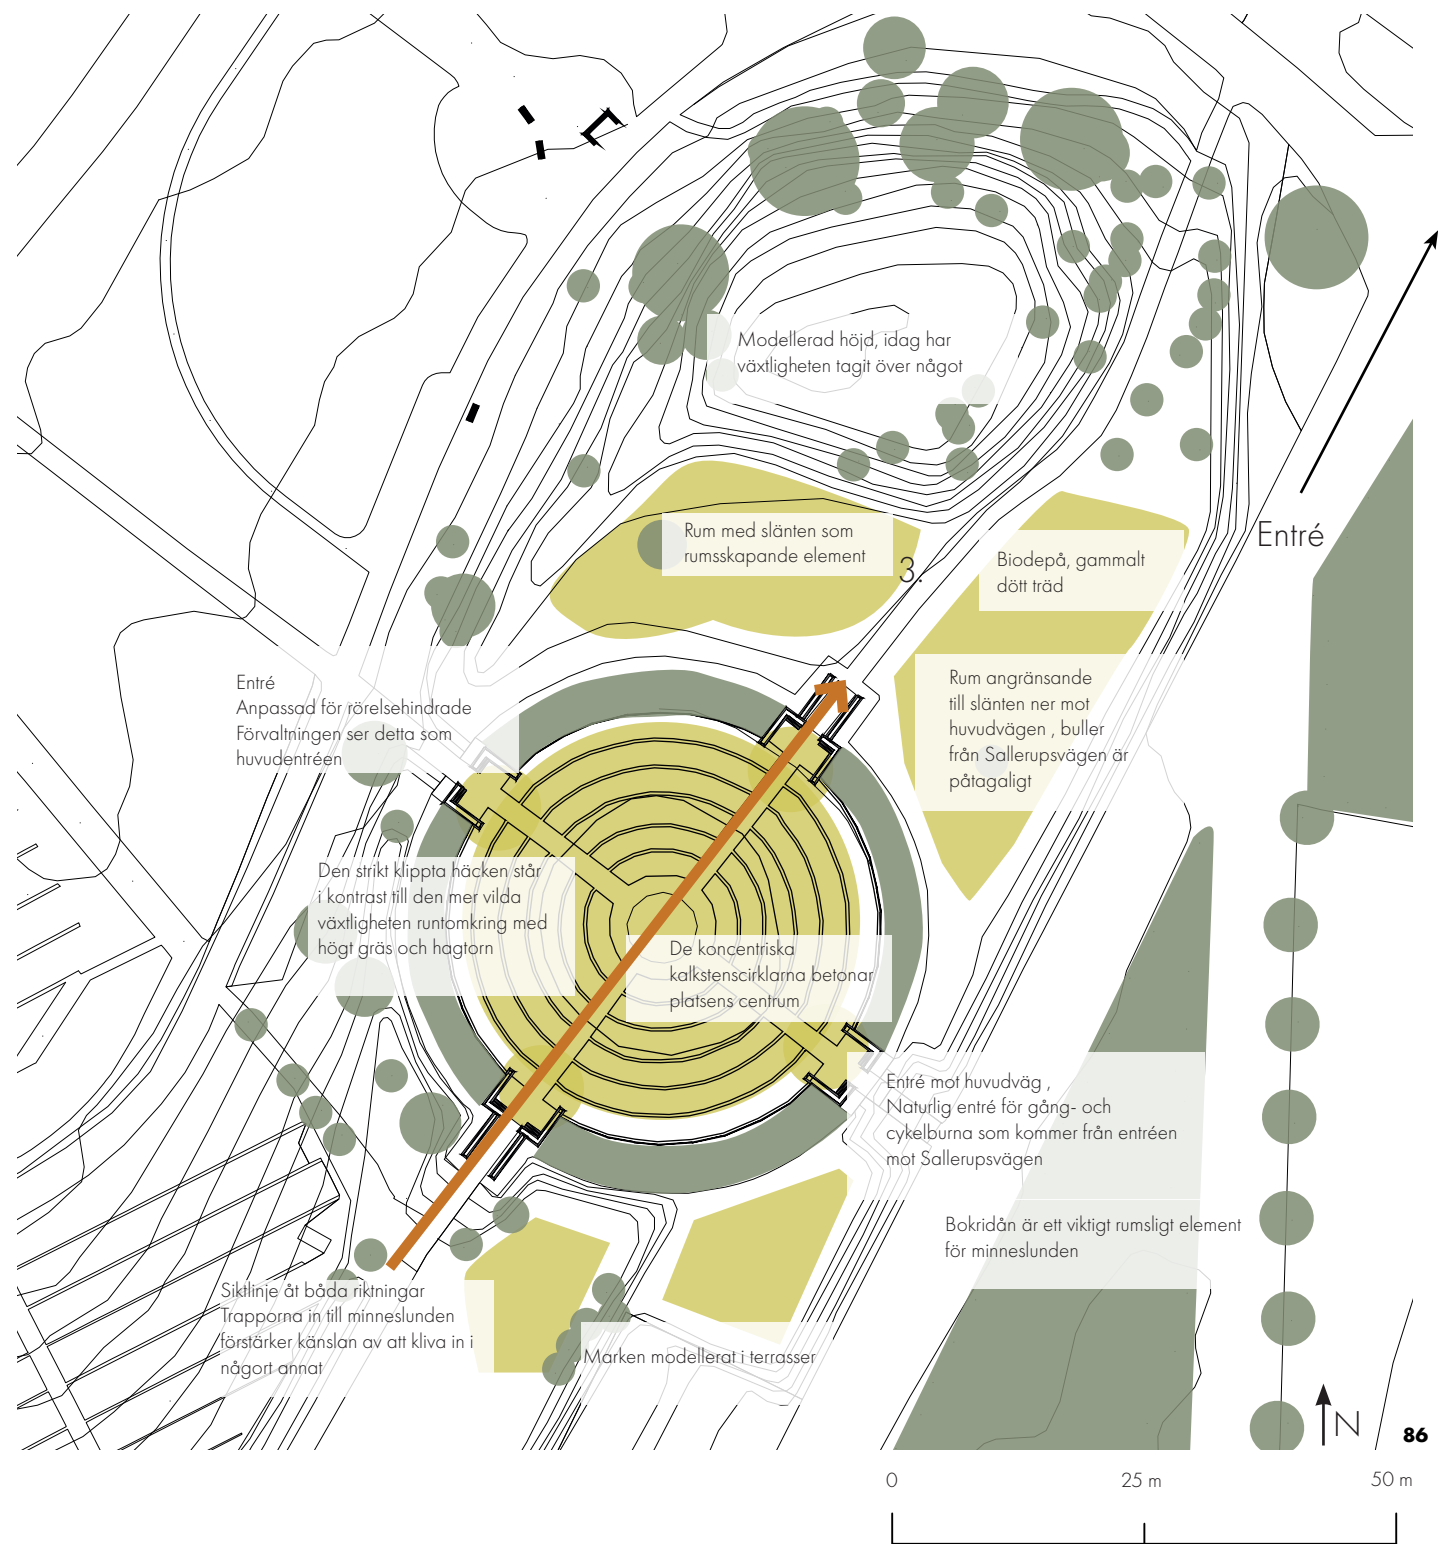 Modellerad höjd, idag har
växtligheten tagit över något
Rum med slänten som
rumsskapande element
3.
Entré
Biodepå, gammalt
dött träd
Entré
Anpassad för rörelsehindrade
Förvaltningen ser detta som
huvudentréen
Rum angränsande
till slänten ner mot
huvudvägen , buller
från Sallerupsvägen är
påtagaligt
Den strikt klippta häcken står
i kontrast till den mer vilda
växtligheten runtomkring med
högt gräs och hagtorn
De koncentriska
kalkstenscirklarna betonar
platsens centrum
Entré mot huvudväg ,
Naturlig entré för gång- och
cykelburna som kommer från entréen
mot Sallerupsvägen
Bokridån är ett viktigt rumsligt element
för minneslunden
Siktlinje åt båda riktningar
Trapporna in till minneslunden
förstärker känslan av att kliva in i
någort annat
Marken modellerat i terrasser
N
86
0 25 m 50 m